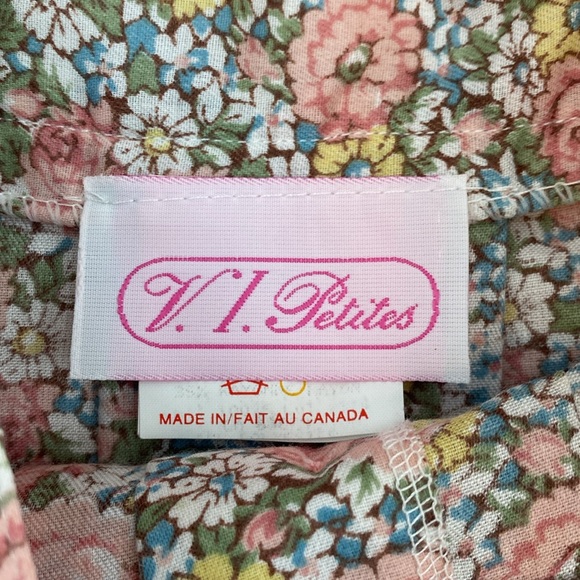 V. I. Petites
MADE IN/FAIT AU CANADA